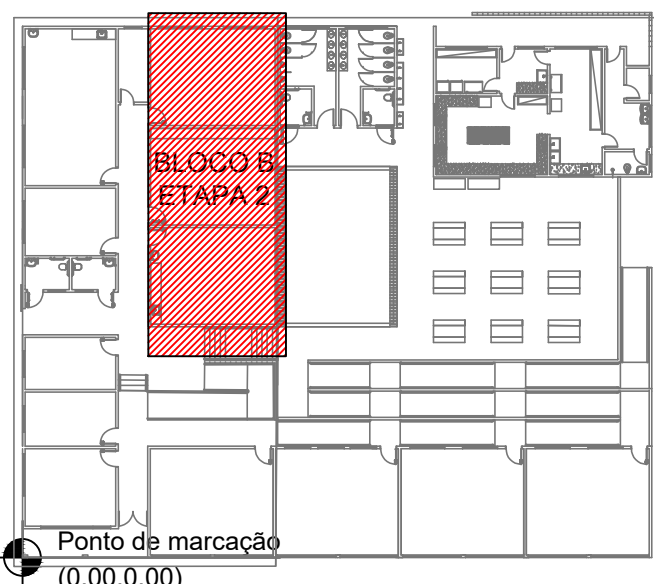 BLOCO B
ETAPA 2
Ponto de marcação
(0,00,0,00)